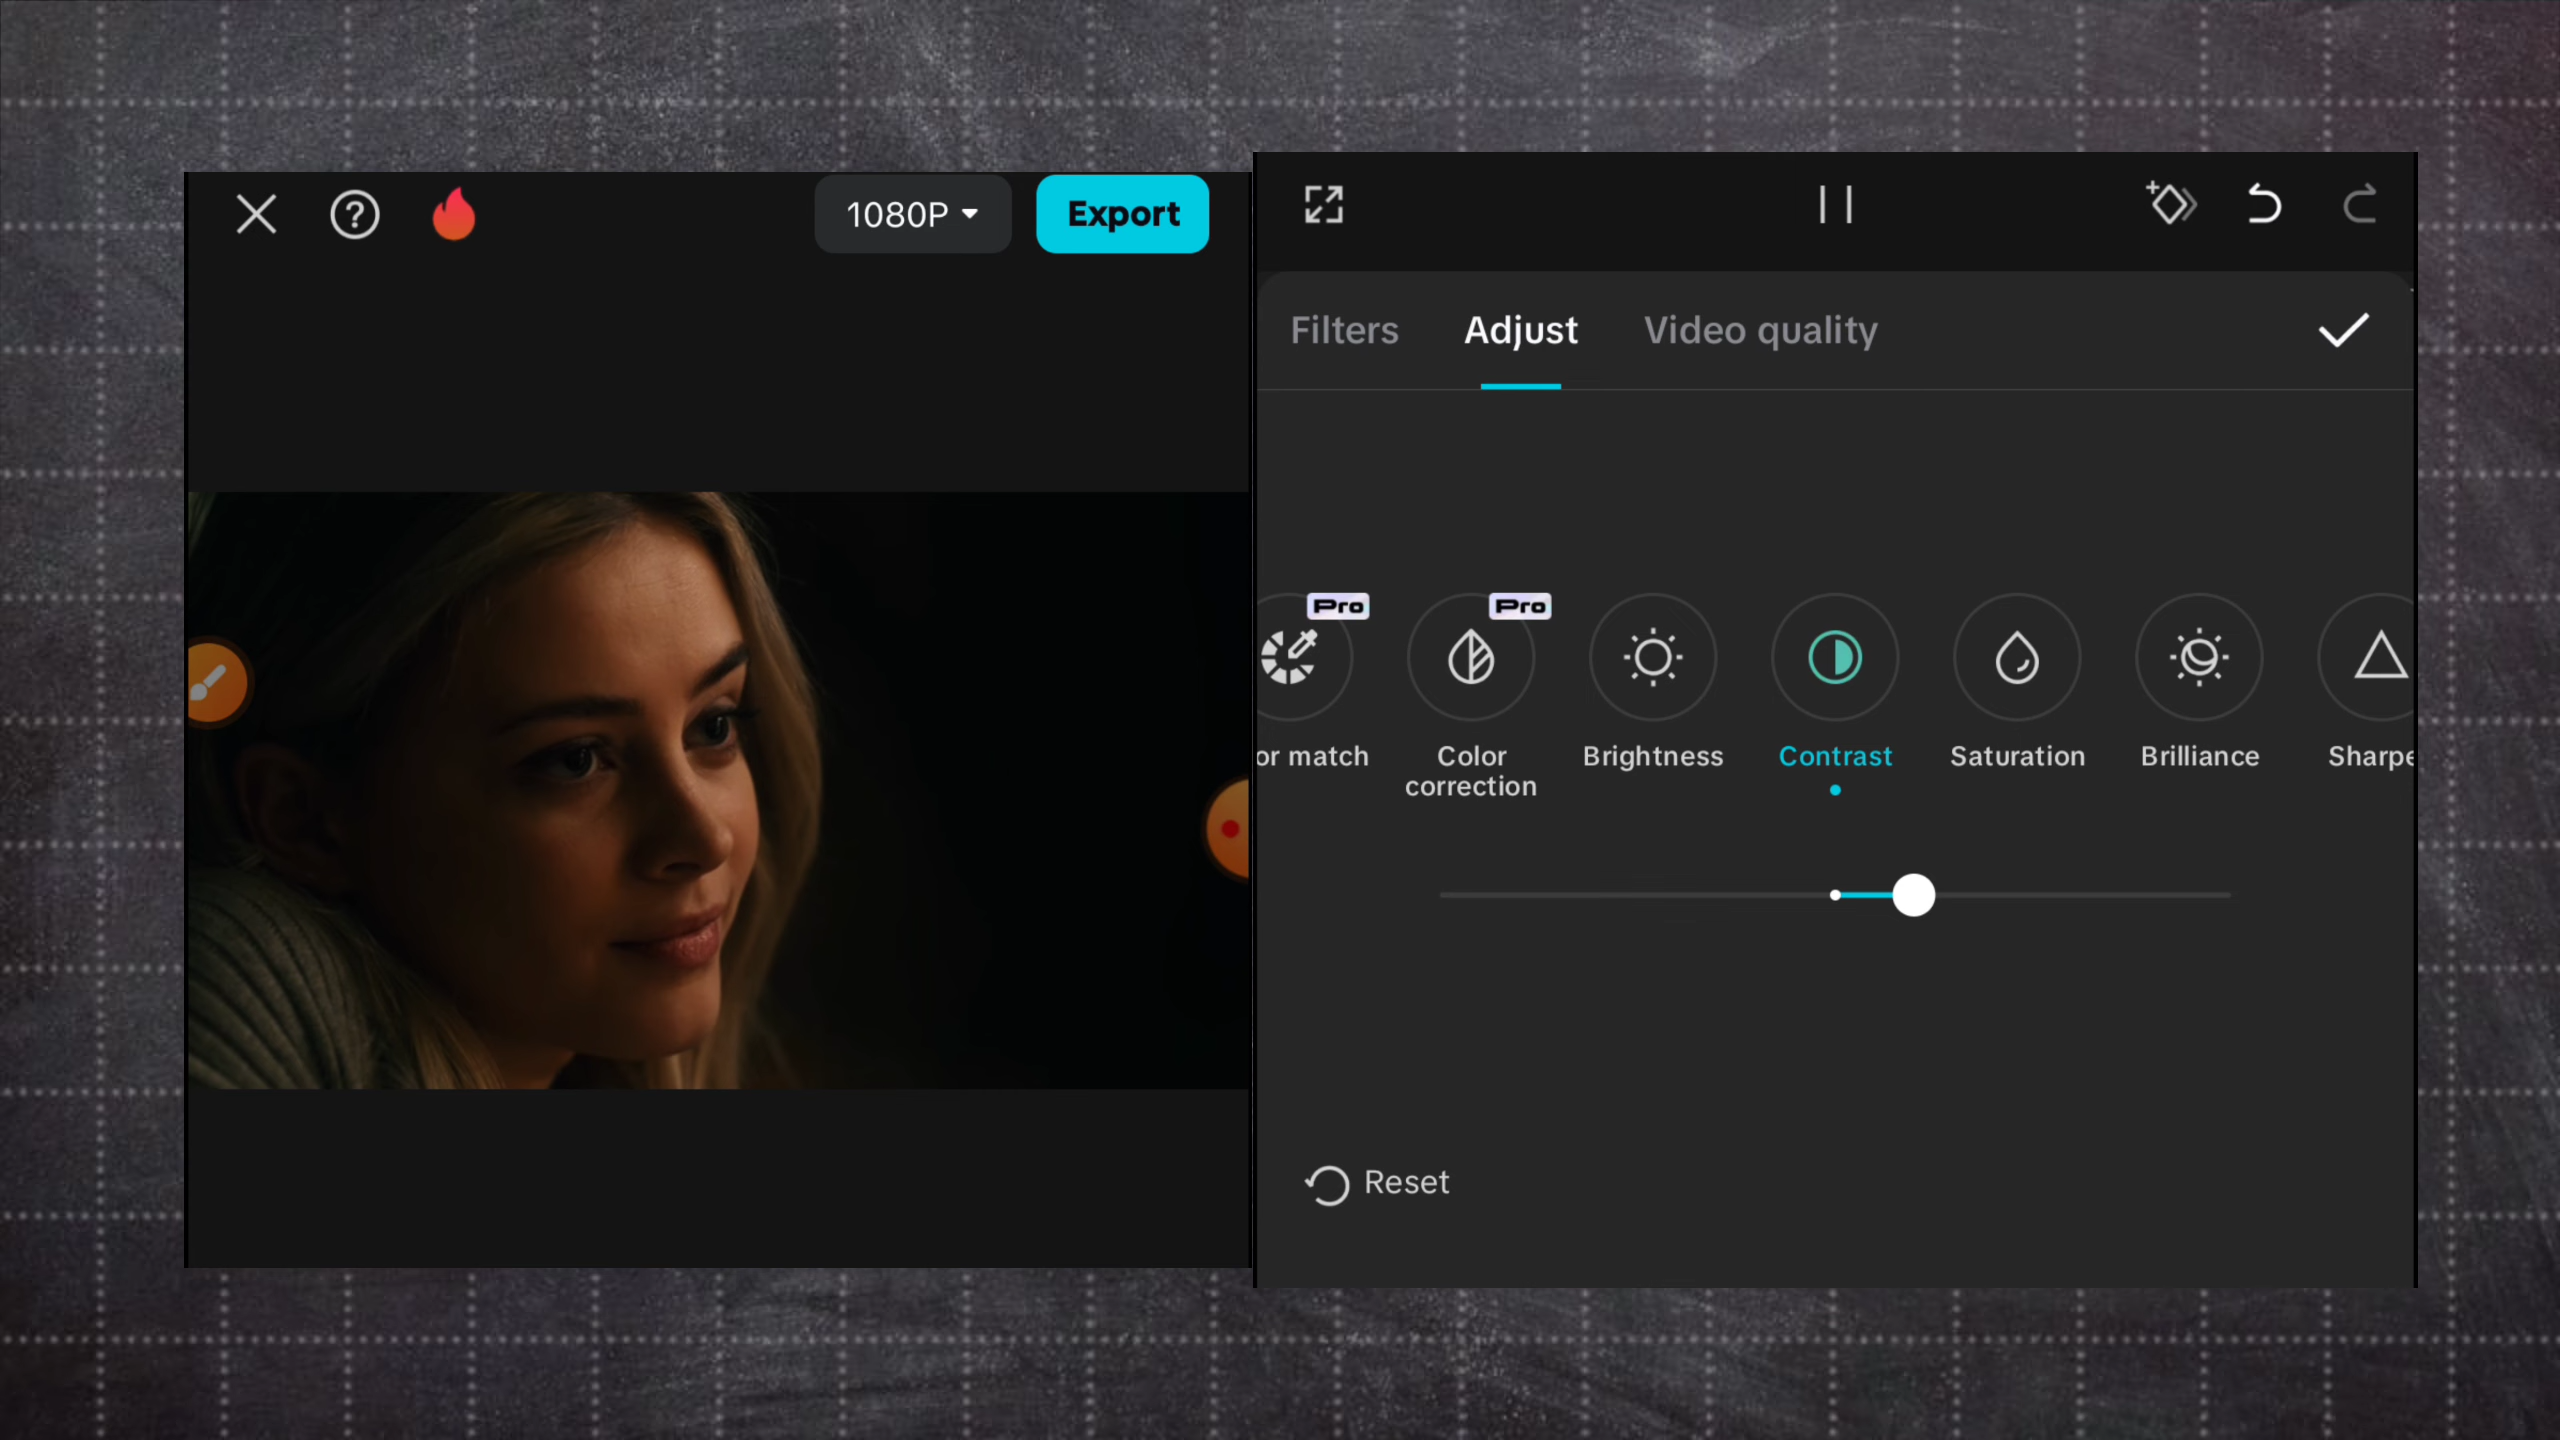 1080P
Export
Filters
Adjust
Video quality
Pro
Pro
or match
Color
correction
Brightness
Contrast
Saturation
Brilliance
Sharpe
Reset